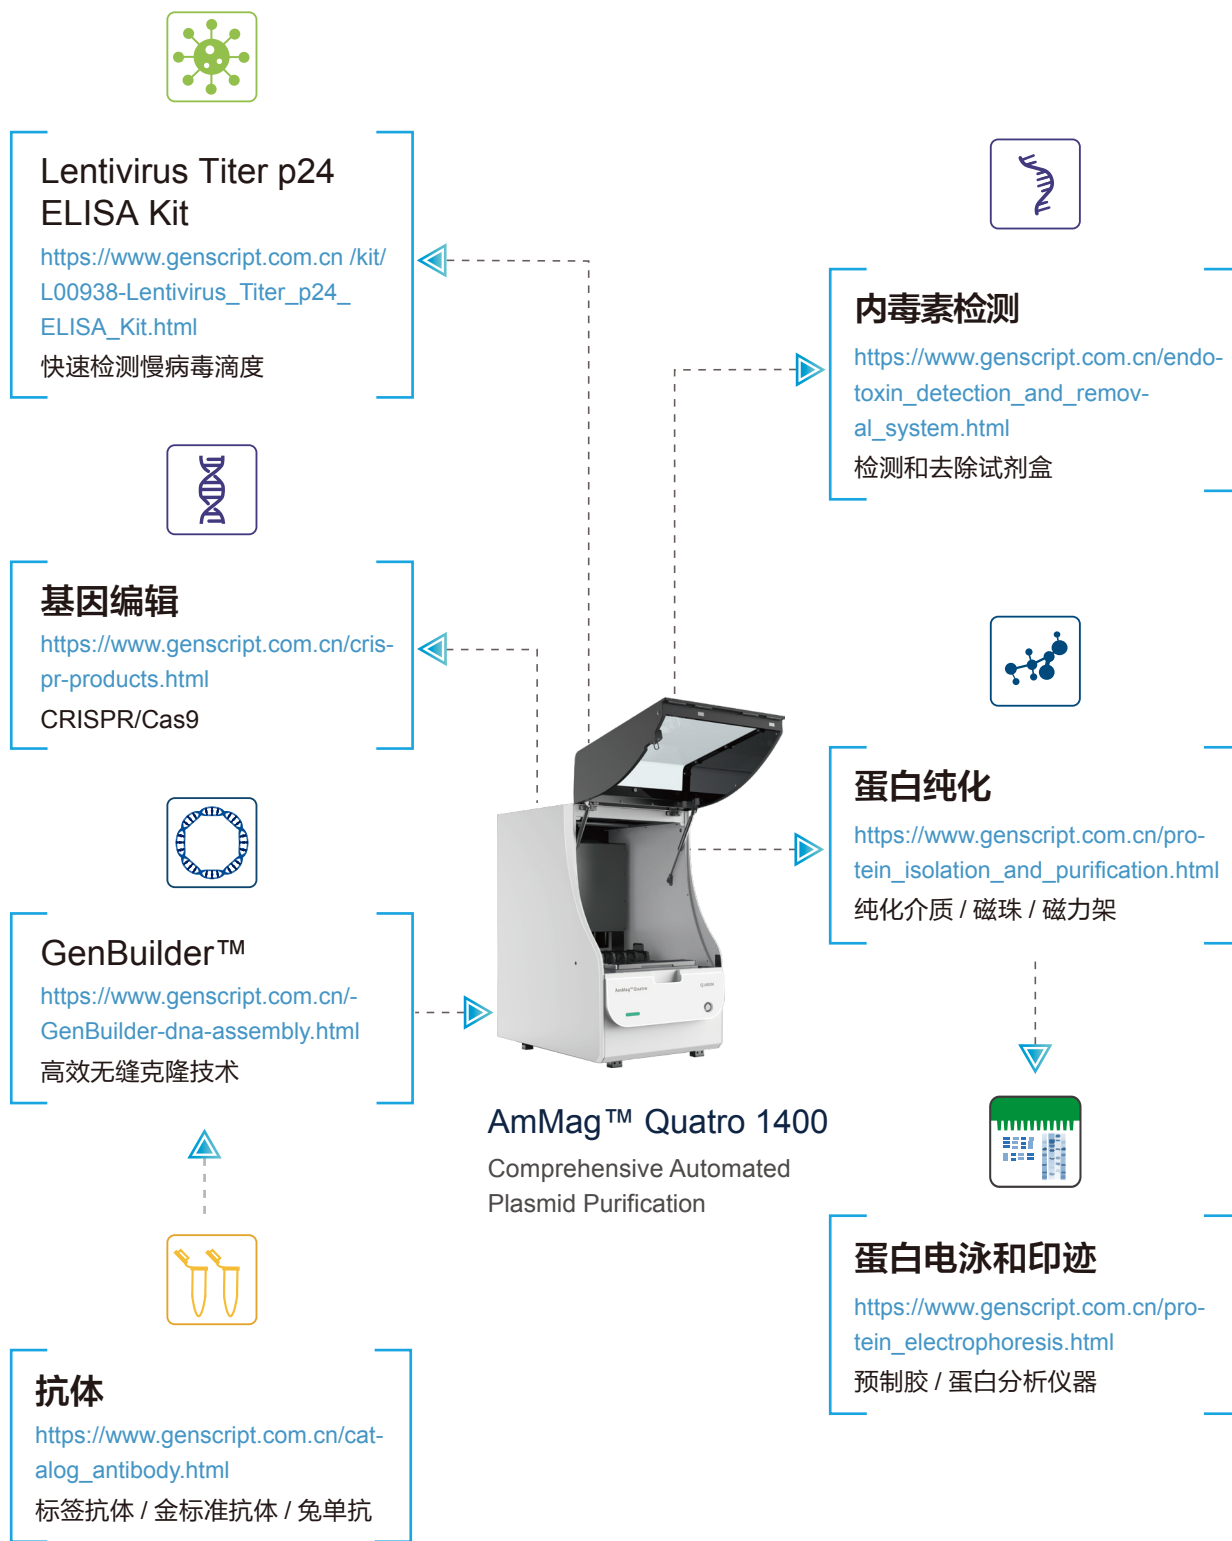 Lentivirus Titer p24
ELISA Kit
https://www.genscript.com.cn /kit/
L00938-Lentivirus_Titer_p24_
ELISA_Kit.html
快速检测慢病毒滴度
基因编辑
https://www.genscript.com.cn/cris-
pr-products.html
CRISPR/Cas9
GenBuilder™
https://www.genscript.com.cn/-
GenBuilder-dna-assembly.html
高效无缝克隆技术
抗体
https://www.genscript.com.cn/cat-
alog_antibody.html
标签抗体 / 金标准抗体 / 兔单抗
AmMag™ Quatro
AmMag™ Quatro 1400
Comprehensive Automated
Plasmid Purification
内毒素检测
https://www.genscript.com.cn/endo-
toxin_detection_and_remov-
al_system.html
检测和去除试剂盒
蛋白纯化
https://www.genscript.com.cn/pro-
tein_isolation_and_purification.html
纯化介质 / 磁珠 / 磁力架
蛋白电泳和印迹
https://www.genscript.com.cn/pro-
tein_electrophoresis.html
预制胶 / 蛋白分析仪器